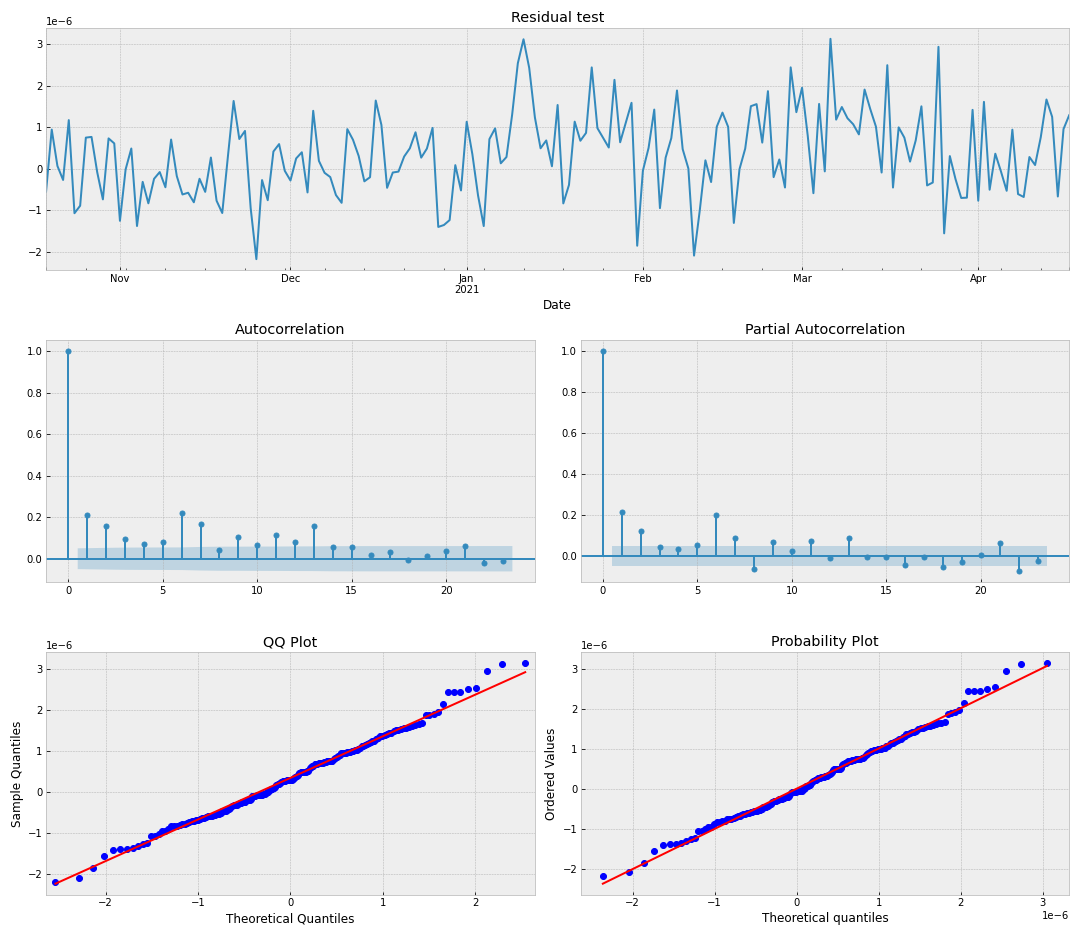 Residual test
1e−6
3
2
1
0
−1
−2
Nov
Dec
Jan
2021
Feb
Mar
Apr
Date
Autocorrelation
1.0
0.8
0.6
0.4
0.2
0.0
0
5
10
15
20
Partial Autocorrelation
1.0
0.8
0.6
0.4
0.2
0.0
0
5
10
15
20
QQ Plot
1e−6
Sample Quantiles
3
2
1
0
−1
−2
−2
−1
0
1
2
Theoretical Quantiles
Probability Plot
1e−6
Ordered Values
3
2
1
0
−1
−2
−2
−1
0
1
2
3
1e−6
Theoretical quantiles